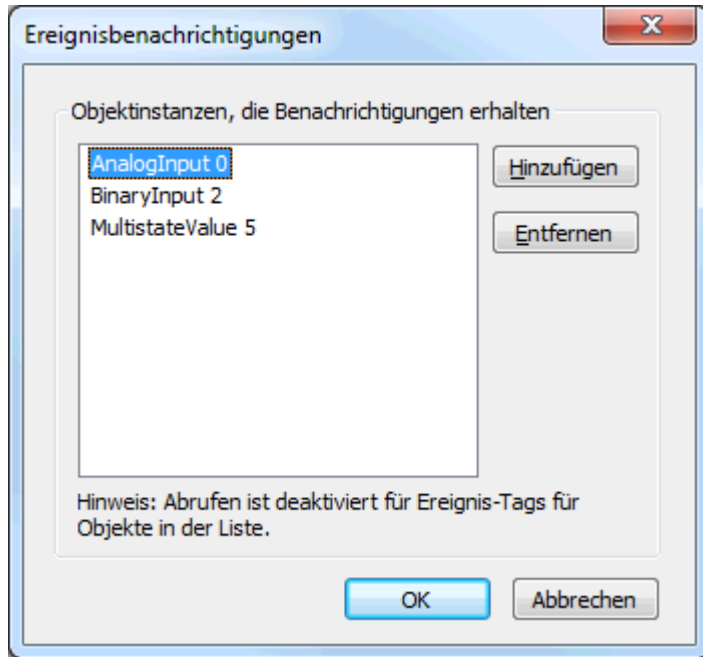 Ereignisbenachrichtigungen
Objektinstanzen, die Benachrichtigungen erhalten
AnalogInput 0
BinaryInput 2
MultistateValue 5
Hinzufügen
Entfernen
Hinweis: Abrufen ist deaktiviert für Ereignis-Tags für
Objekte in der Liste.
OK
Abbrechen